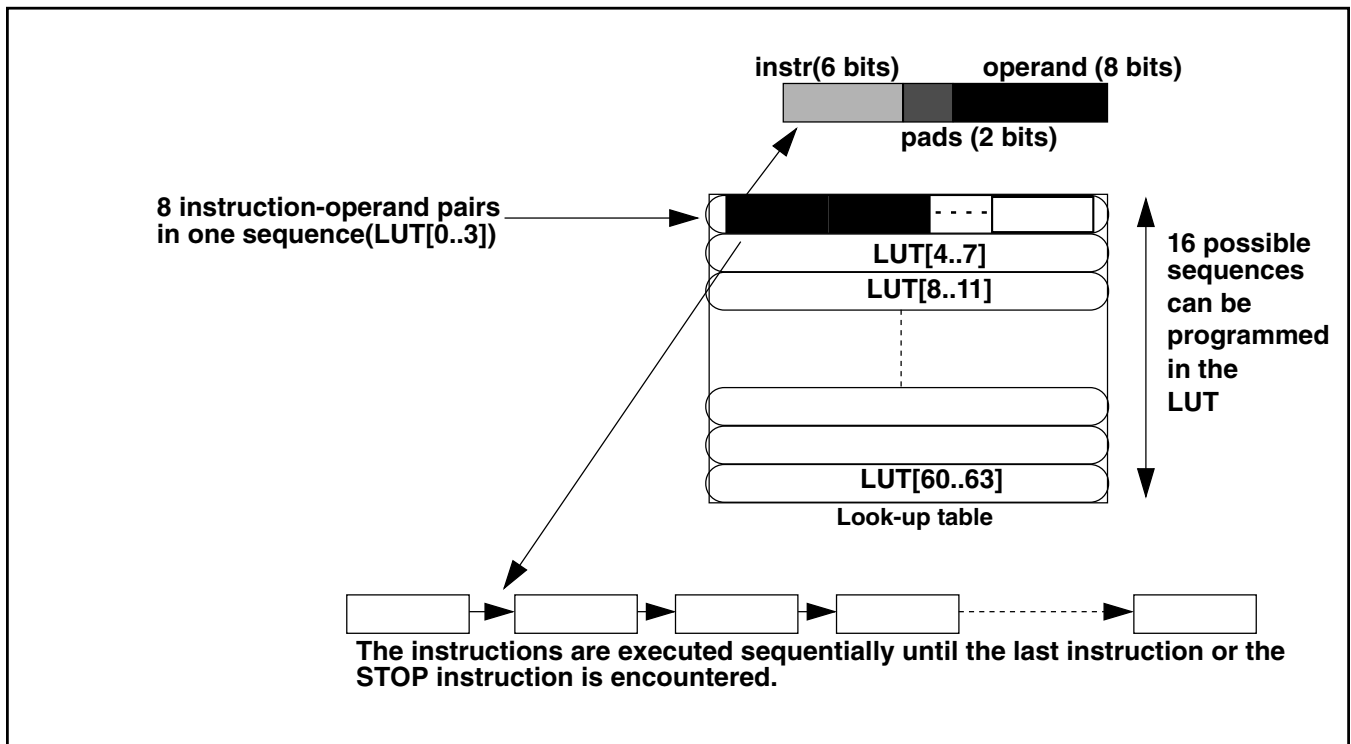 instr(6 bits)
operand (8 bits)
pads (2 bits)
8 instruction-operand pairs
in one sequence(LUT[0..3])
LUT[4..7]
LUT[8..11]
LUT[60..63]
Look-up table
16 possible
sequences
can be
programmed
in the
LUT
The instructions are executed sequentially until the last instruction or the
STOP instruction is encountered.